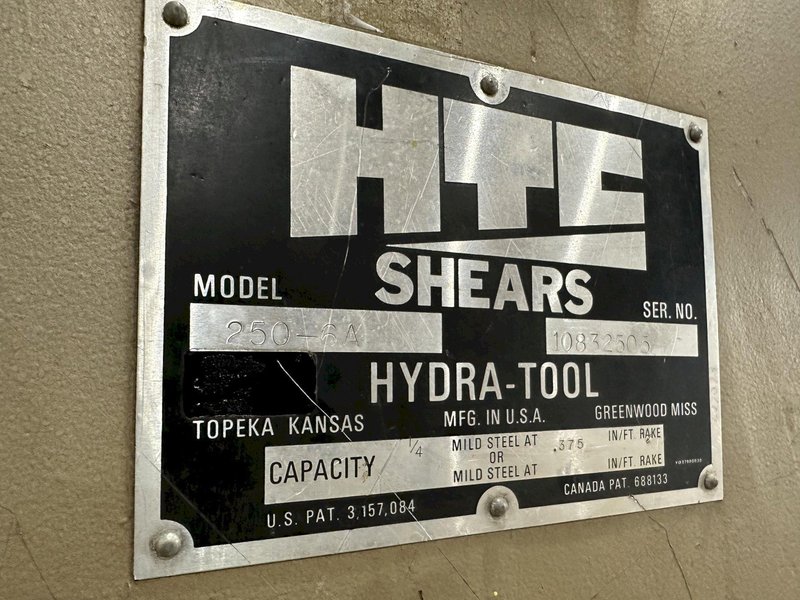 HTC
SHEARS
MODEL
SER. NO.
250-6A
10832505
HYDRA-TOOL
TOPEKA KANSAS
MFG. IN U.S.A.
GREENWOOD MISS
CAPACITY
1/4 MILD STEEL AT .375 IN/FT. RAKE
OR
MILD STEEL AT IN/FT. RAKE
U.S. PAT. 3,157,084
CANADA PAT. 688133